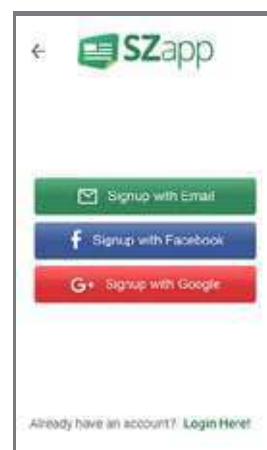 SZapp
Signup with Email
f Signup with Facebook
G+ Signup with Google
Already have an account? Login Here!